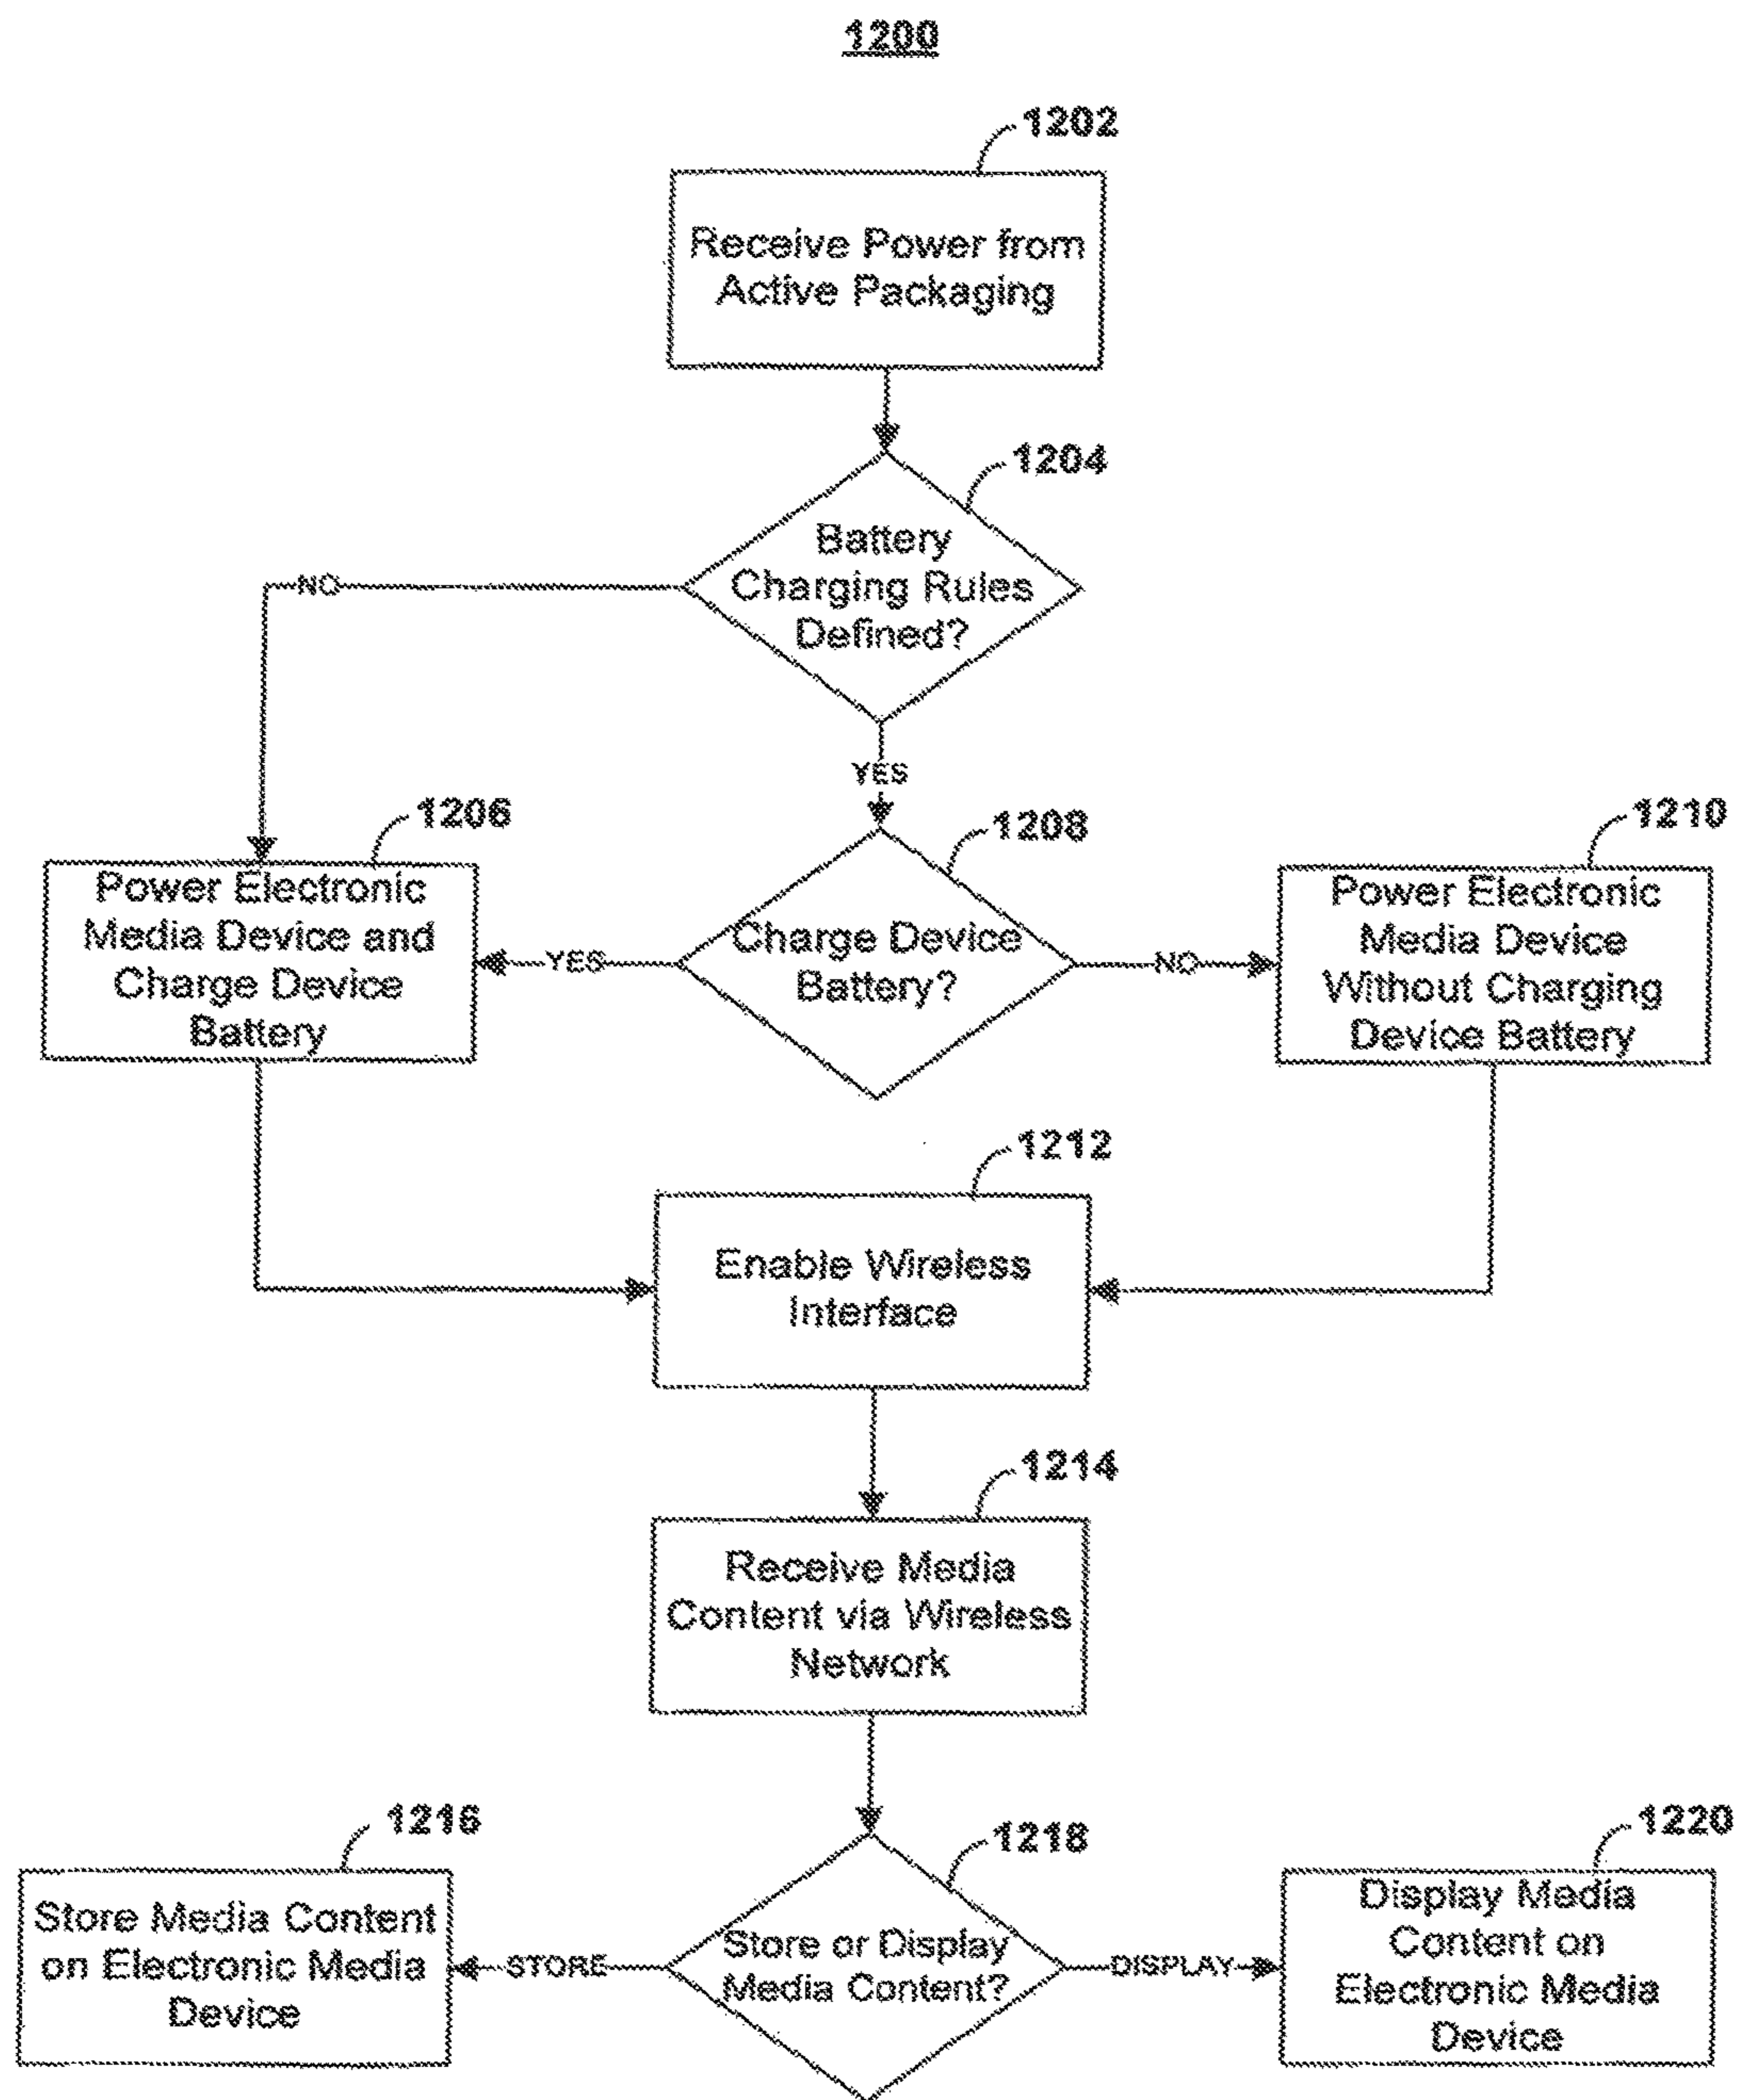 1200
1202
Receive Power from
Active Packaging
1204
Battery
Charging Rules
Defined?
NO
YES
1206
Power Electronic
Media Device and
Charge Device
Battery
1208
Charge Device
Battery?
YES
NO
1210
Power Electronic
Media Device
Without Charging
Device Battery
1212
Enable Wireless
Interface
1214
Receive Media
Content via Wireless
Network
1216
Store Media Content
on Electronic Media
Device
1218
Store or Display
Media Content?
STORE
DISPLAY
1220
Display Media
Content on
Electronic Media
Device